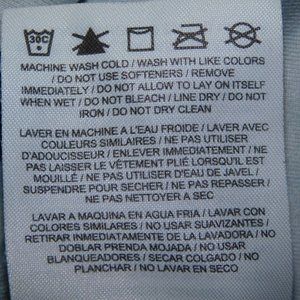 30C
MACHINE WASH COLD / WASH WITH LIKE COLORS
/ DO NOT USE SOFTENERS / REMOVE
IMMEDIATELY / DO NOT ALLOW TO LAY ON ITSELF
WHEN WET / DO NOT BLEACH / LINE DRY / DO NOT
IRON / DO NOT DRY CLEAN
LAVER EN MACHINE A L'EAU FROIDE / LAVER AVEC
COULEURS SIMILAIRES / NE PAS UTILISER
D'ADOUCISSEUR / ENLEVER IMMÉDIATEMENT / NE
PAS LAISSER LE VÊTEMENT PLIÉ LORSQU'IL EST
MOUILLÉ / NE PAS UTILISER D'EAU DE JAVEL /
SUSPENDRE POUR SECHER / NE PAS REPASSER /
NE PAS NETTOYER A SEC
LAVAR A MAQUINA EN AGUA FRIA / LAVAR CON
COLORES SIMILARES / NO USAR SUAVIZANTES /
RETIRAR INMEDIATAMENTE DE LA LAVADORA / NO
DOBLAR PRENDA MOJADA / NO USAR
BLANQUEADORES / SECAR COLGADO / NO
PLANCHAR / NO LAVAR EN SECO